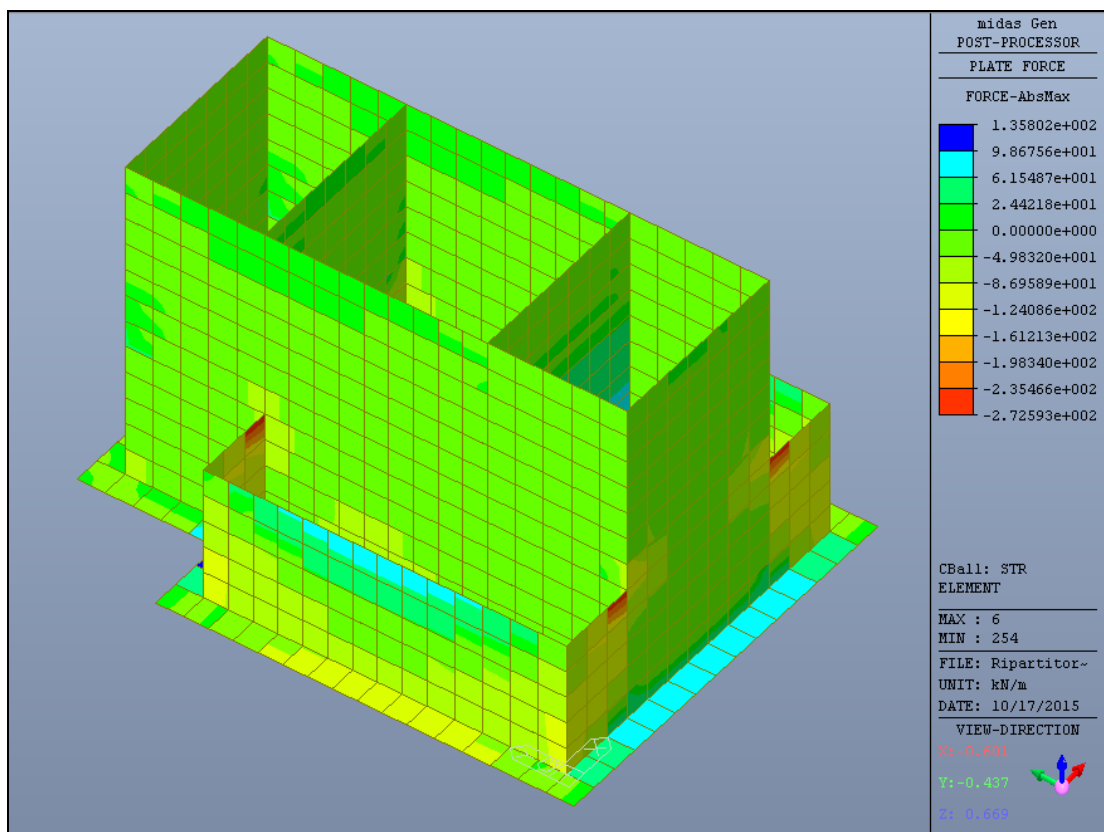 midas Gen
POST-PROCESSOR
PLATE FORCE
FORCE-AbsMax
1.35802e+002
9.86756e+001
6.15487e+001
2.44218e+001
0.00000e+000
-4.98320e+001
-8.69589e+001
-1.24086e+002
-1.61213e+002
-1.98340e+002
-2.35466e+002
-2.72593e+002
CBall: STR
ELEMENT
MAX : 6
MIN : 254
FILE: Ripartitor~
UNIT: kN/m
DATE: 10/17/2015
VIEW-DIRECTION
X:-0.601
Y:-0.437
Z: 0.669